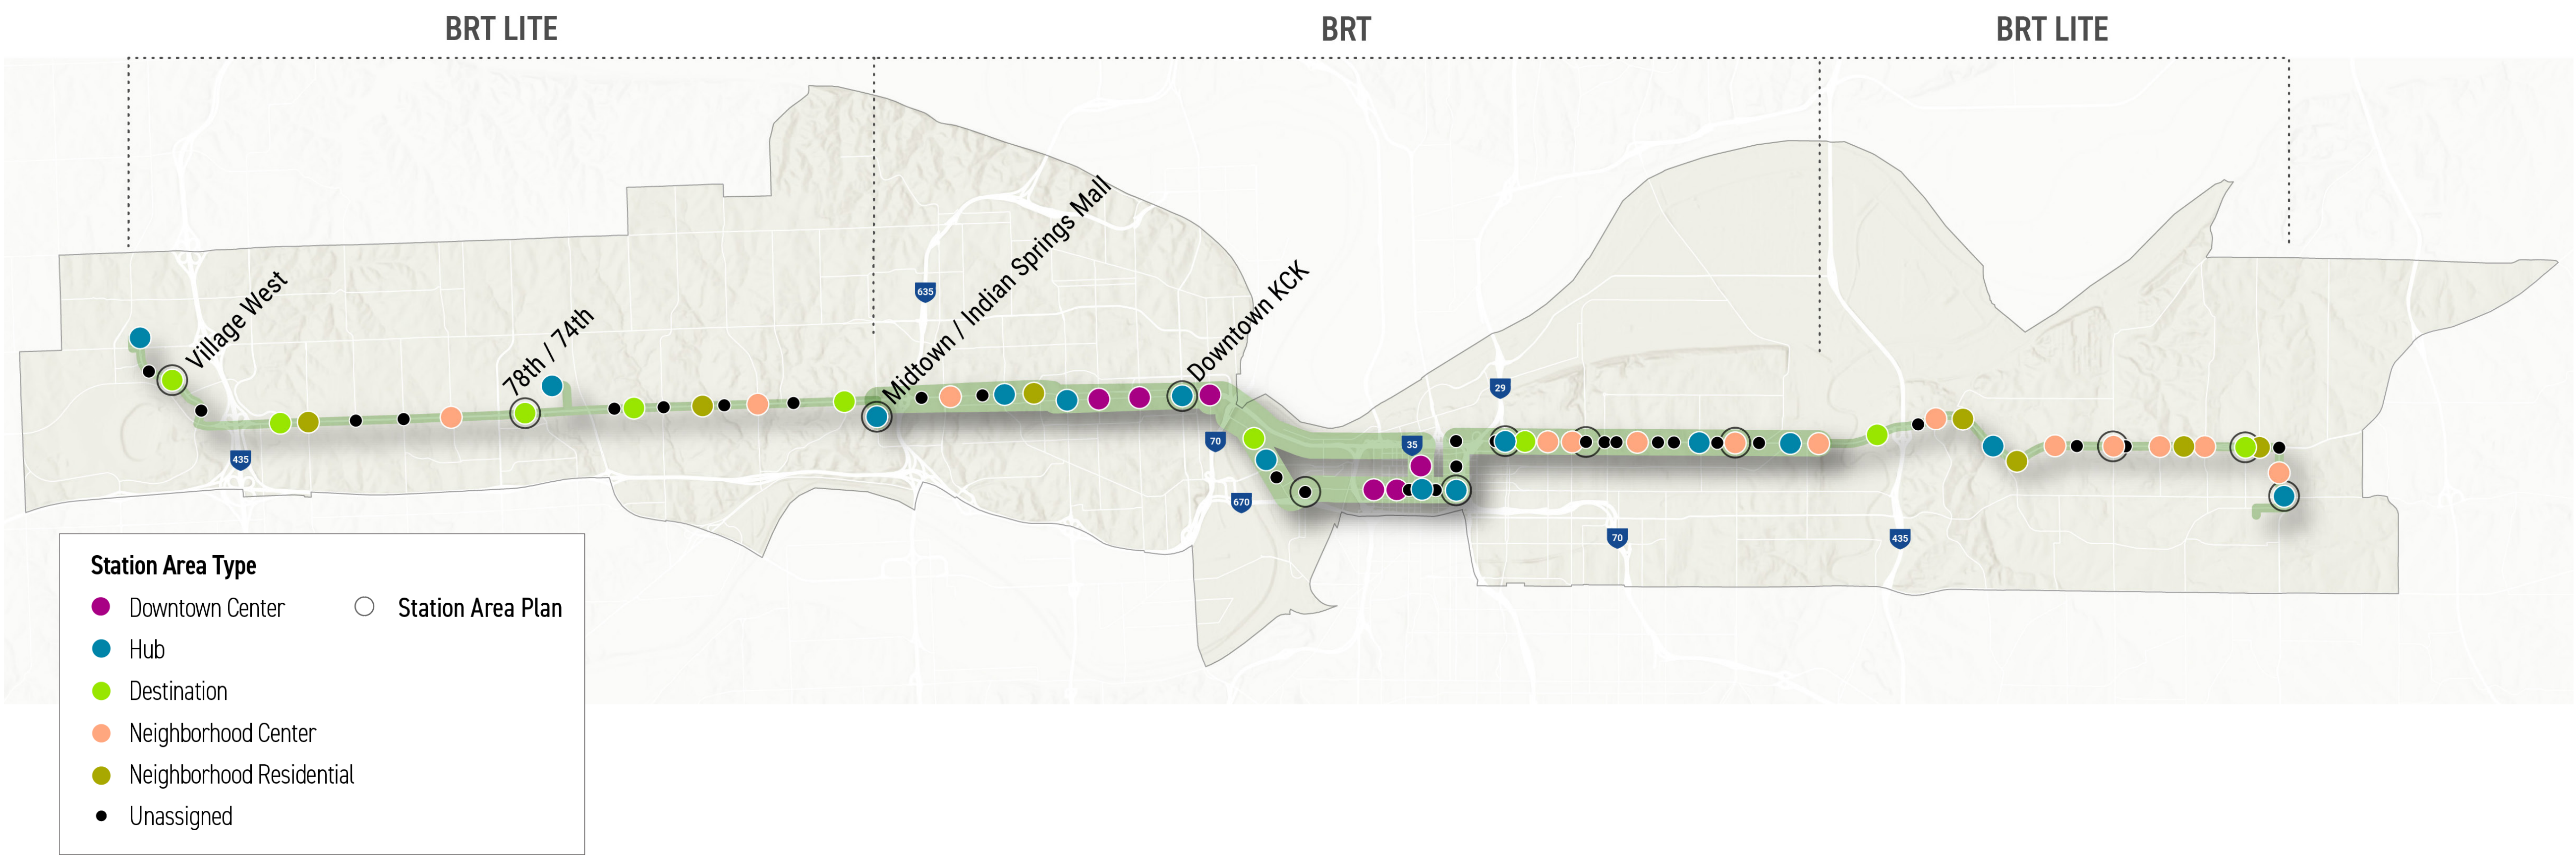 BRT LITE
BRT
BRT LITE
Village West
78th / 74th
Midtown / Indian Springs Mall
Downtown KCK
635
435
70
670
35
29
70
435
Station Area Type
Downtown Center
Station Area Plan
Hub
Destination
Neighborhood Center
Neighborhood Residential
Unassigned